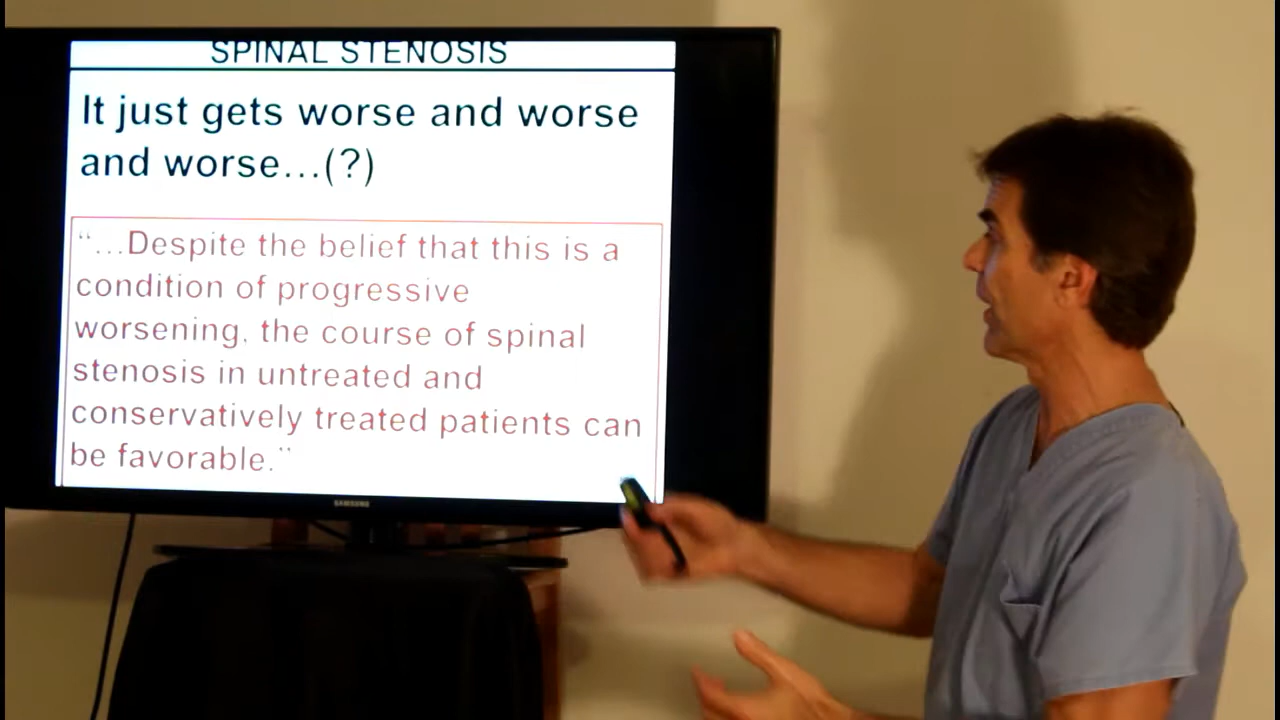 SPINAL STENOSIS
It just gets worse and worse
and worse...(?)
"...Despite the belief that this is a
condition of progressive
worsening, the course of spinal
stenosis in untreated and
conservatively treated patients can
be favorable."
SAMSUNG